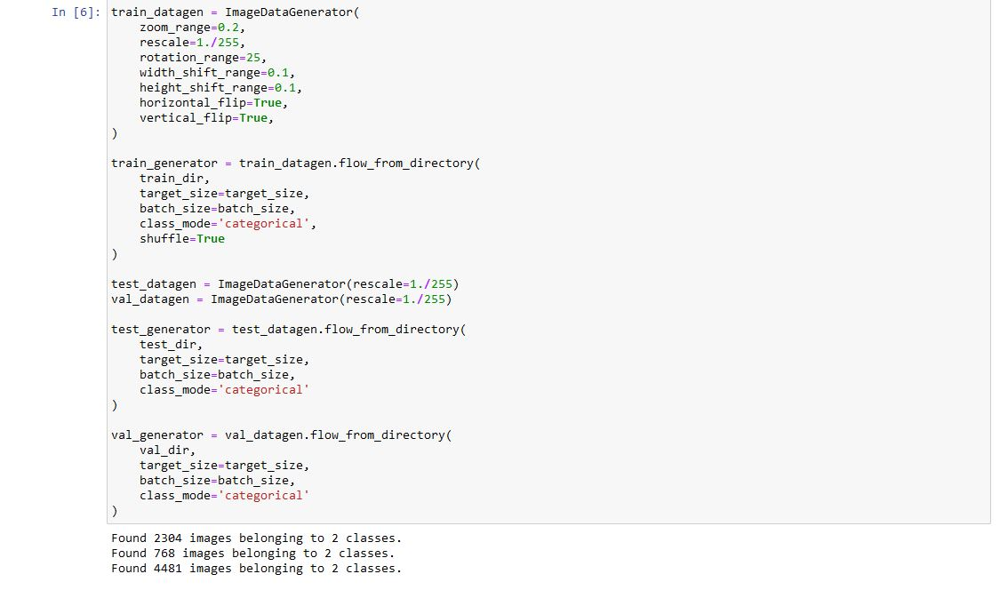 In [6]: train_datagen = ImageDataGenerator(
    zoom_range=0.2,
    rescale=1./255,
    rotation_range=25,
    width_shift_range=0.1,
    height_shift_range=0.1,
    horizontal_flip=True,
    vertical_flip=True,
)
train_generator = train_datagen.flow_from_directory(
    train_dir,
    target_size=target_size,
    batch_size=batch_size,
    class_mode='categorical',
    shuffle=True
)
test_datagen = ImageDataGenerator(rescale=1./255)
val_datagen = ImageDataGenerator(rescale=1./255)
test_generator = test_datagen.flow_from_directory(
    test_dir,
    target_size=target_size,
    batch_size=batch_size,
    class_mode='categorical'
)
val_generator = val_datagen.flow_from_directory(
    val_dir,
    target_size=target_size,
    batch_size=batch_size,
    class_mode='categorical'
)
Found 2304 images belonging to 2 classes.
Found 768 images belonging to 2 classes.
Found 4481 images belonging to 2 classes.